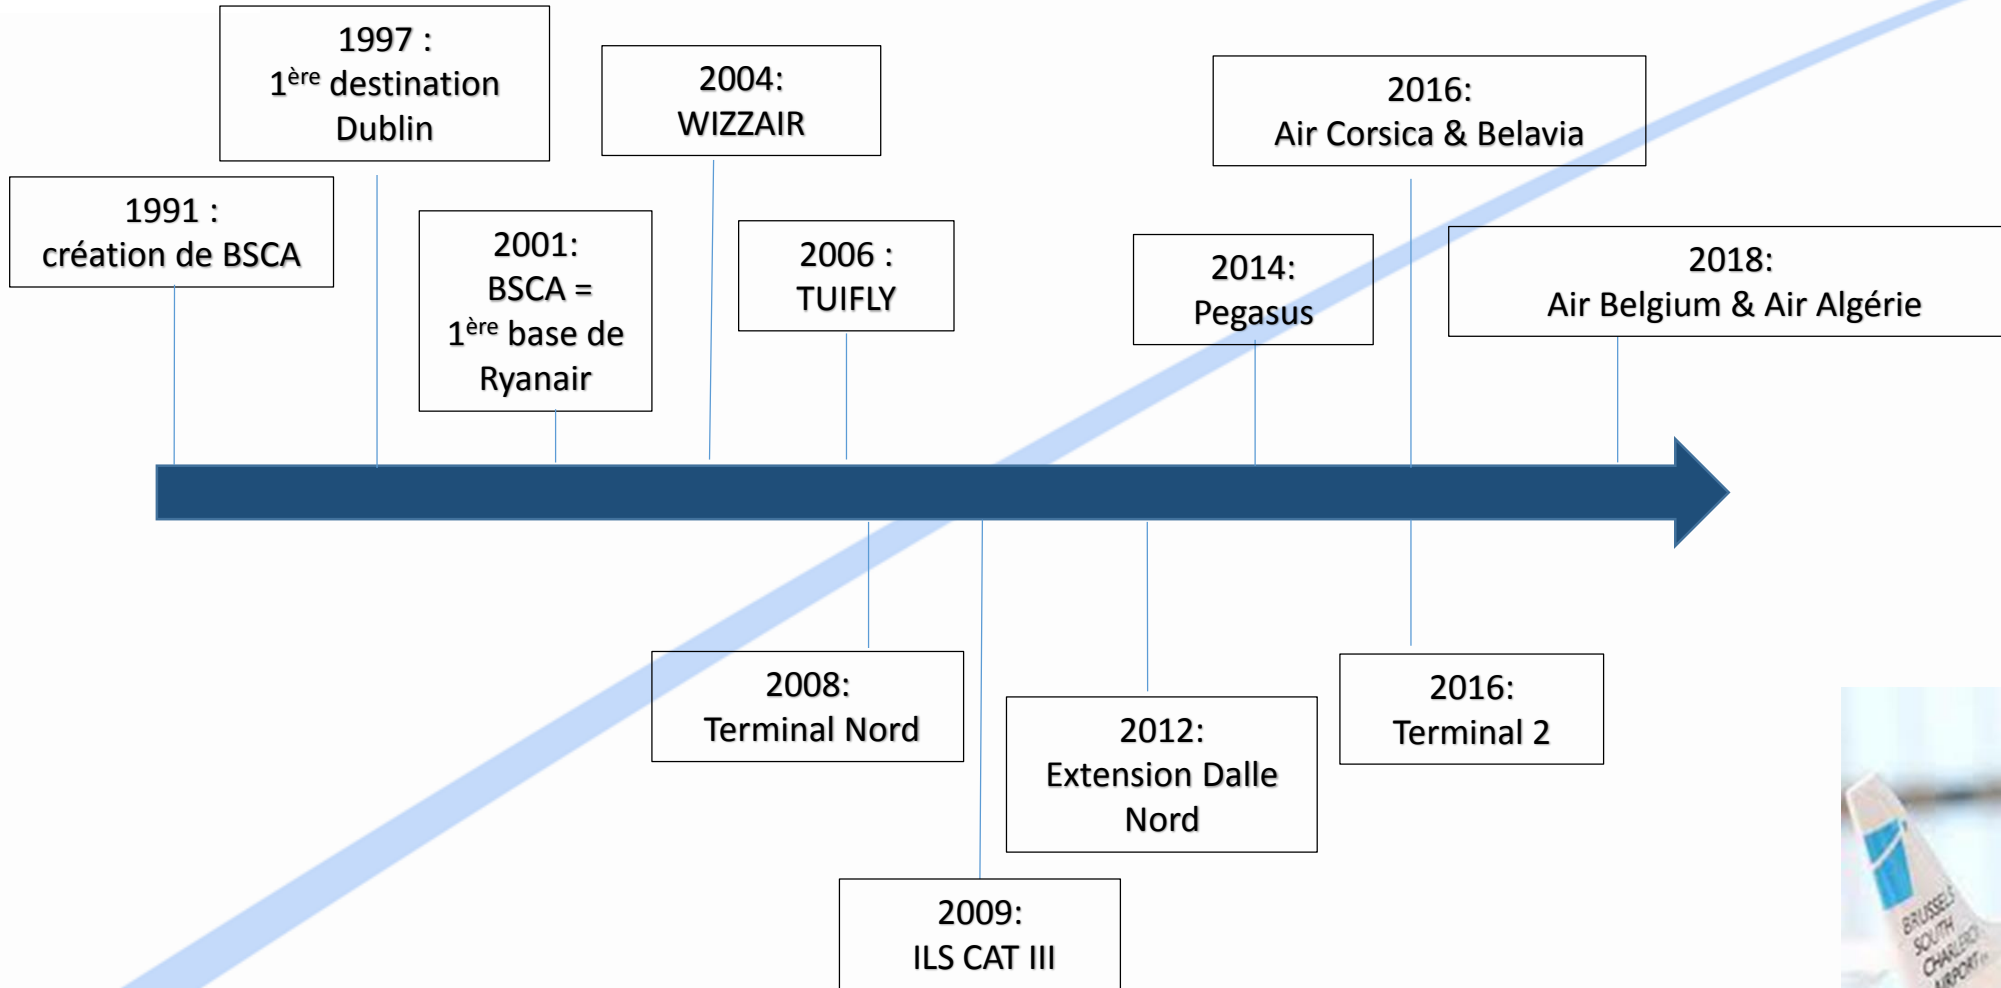 1997 :
1ère destination
Dublin
2004:
WIZZAIR
2016:
Air Corsica & Belavia
1991 :
création de BSCA
2001:
BSCA =
1ère base de
Ryanair
2006 :
TUIFLY
2014:
Pegasus
2018:
Air Belgium & Air Algérie
2008:
Terminal Nord
2012:
Extension Dalle
Nord
2016:
Terminal 2
2009:
ILS CAT III
BRUSSELS
SOUTH
CHARLEROI
AIRPORT